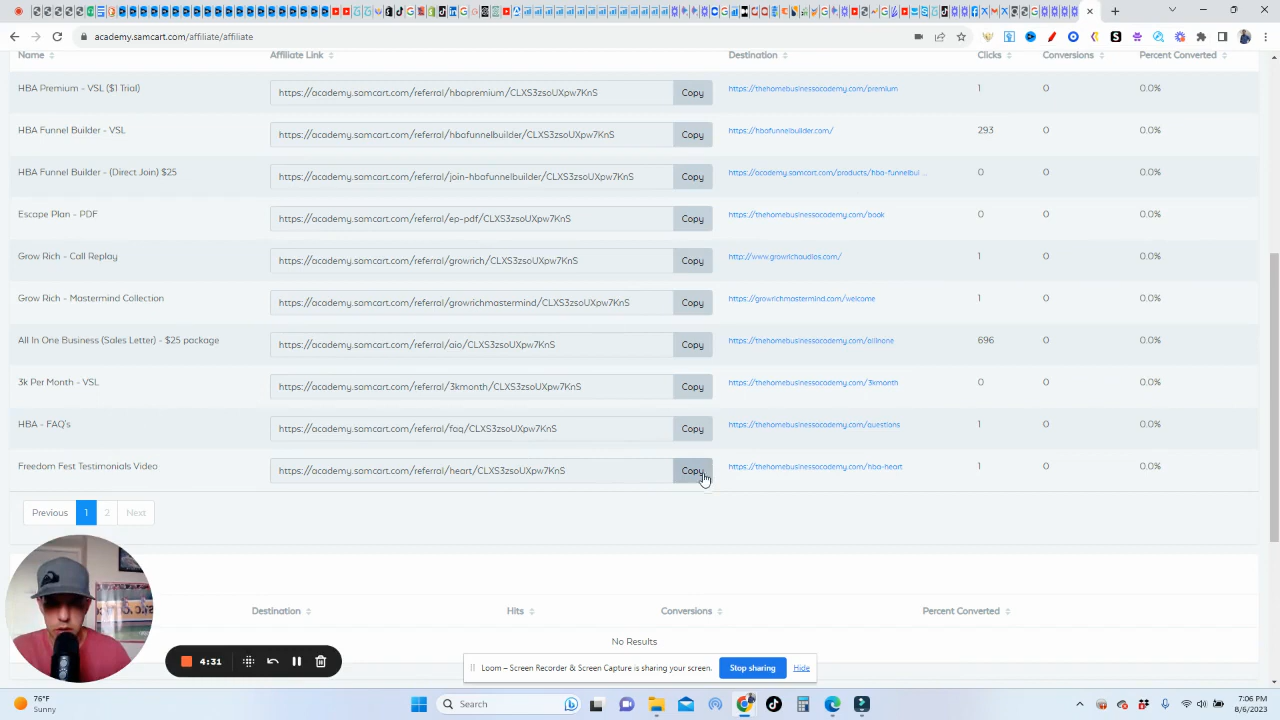 academy.samcart.com/affiliate/affiliate
Name Affiliate Link Destination Clicks Conversions Percent Converted
HBA Premium - VSL ($1 Trial) https://academy.samcart.com/referral/hbapremium/CLXS3zsoUXpw7KnS Copy https://thehomebusinessacademy.com/premium 1 0 0.0%
HBA Funnel Builder - VSL https://academy.samcart.com/referral/hbafunnelbuilder/CLXS3zsoUXpw7KnS Copy https://hbafunnelbuilder.com/ 293 0 0.0%
HBA Funnel Builder - (Direct Join) $25 https://academy.samcart.com/referral/join-hbafunnelbuilder/CLXS3zsoUXpw7KnS Copy https://academy.samcart.com/products/hba-funnelbui ... 0 0 0.0%
Escape Plan - PDF https://academy.samcart.com/referral/ep-pdf/CLXS3zsoUXpw7KnS Copy https://thehomebusinessacademy.com/book 0 0 0.0%
Grow Rich - Call Replay https://academy.samcart.com/referral/growrich/CLXS3zsoUXpw7KnS Copy http://www.growrichaudios.com/ 1 0 0.0%
Grow Rich - Mastermind Collection https://academy.samcart.com/referral/growrichmastermind/CLXS3zsoUXpw7KnS Copy https://growrichmastermind.com/welcome 1 0 0.0%
All In One Business (Sales Letter) - $25 package https://academy.samcart.com/referral/aio/CLXS3zsoUXpw7KnS Copy https://thehomebusinessacademy.com/allinone 696 0 0.0%
3k Per Month - VSL https://academy.samcart.com/referral/3kmonth/CLXS3zsoUXpw7KnS Copy https://thehomebusinessacademy.com/3kmonth 0 0 0.0%
HBA - FAQ's https://academy.samcart.com/referral/faq/CLXS3zsoUXpw7KnS Copy https://thehomebusinessacademy.com/questions 1 0 0.0%
Freedom Fest Testimonials Video https://academy.samcart.com/referral/heart/CLXS3zsoUXpw7KnS Copy https://thehomebusinessacademy.com/hba-heart 1 0 0.0%
Previous 1 2 Next
Destination Hits Conversions Percent Converted
No Results
4:31
Loom – Screen Recorder & Screen Capture is sharing your screen. Stop sharing Hide
76°F
Sunny
Search
1:06 PM
8/6/2023